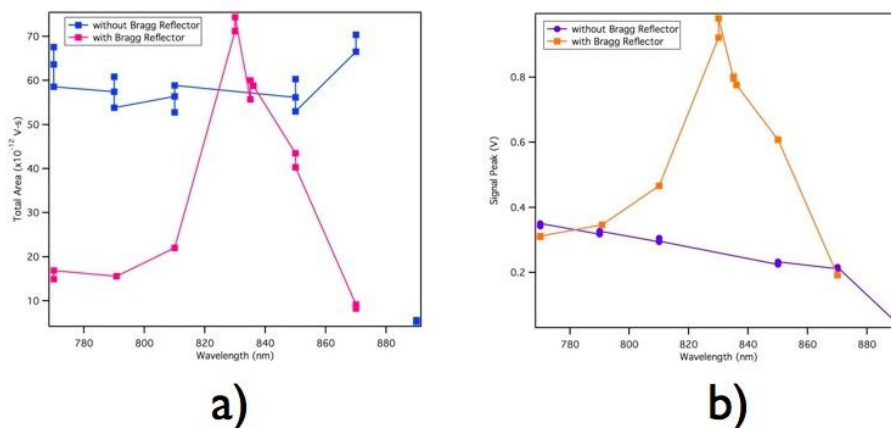 without Bragg Reflector
with Bragg Reflector
70
60
50
40
30
20
10
Total Area (x10⁻¹² V-s)
780 800 820 840 860 880
Wavelength (nm)
a)
without Bragg Reflector
with Bragg Reflector
0.8
0.6
0.4
0.2
Signal Peak (V)
780 800 820 840 860 880
Wavelength (nm)
b)